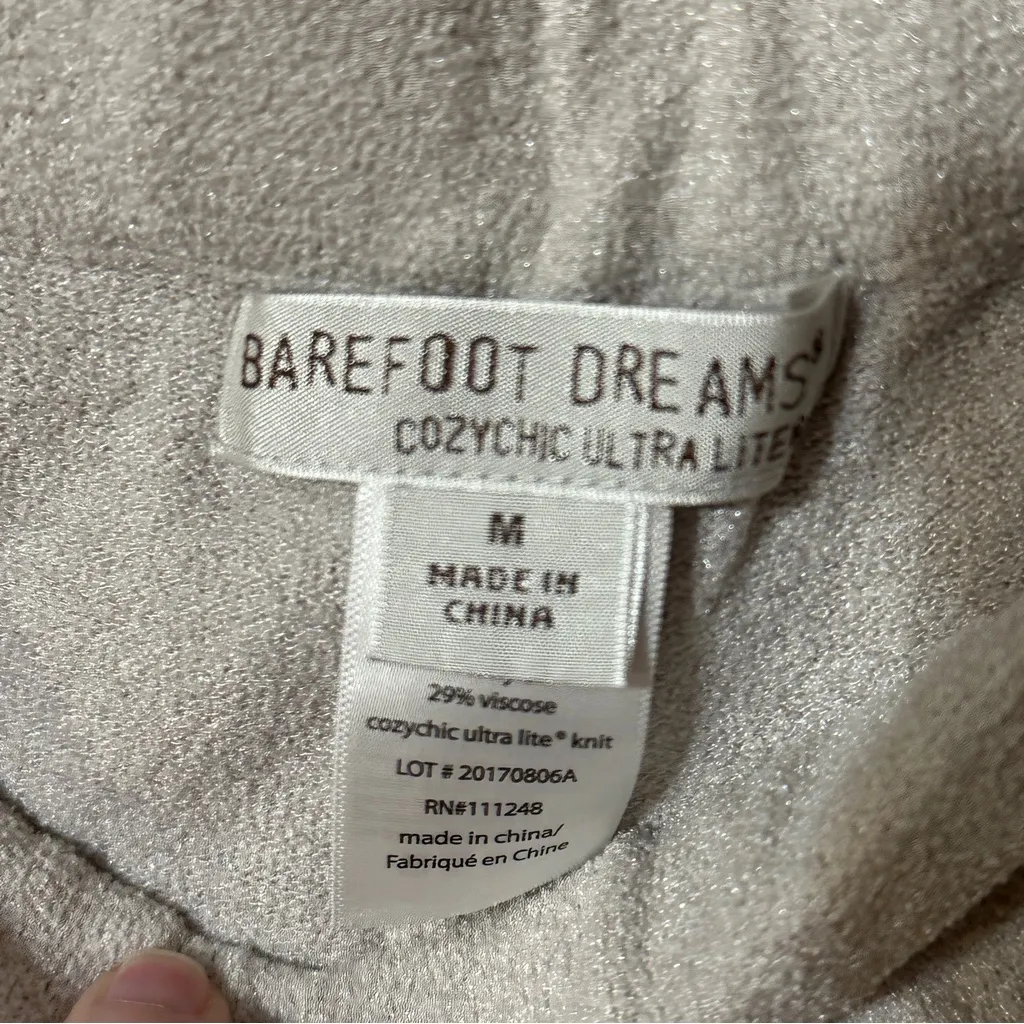 BAREFOOT DREAMS®
COZYCHIC ULTRA LITE®
M
MADE IN
CHINA
29% viscose
cozychic ultra lite® knit
LOT # 20170806A
RN#111248
made in china/
Fabriqué en Chine